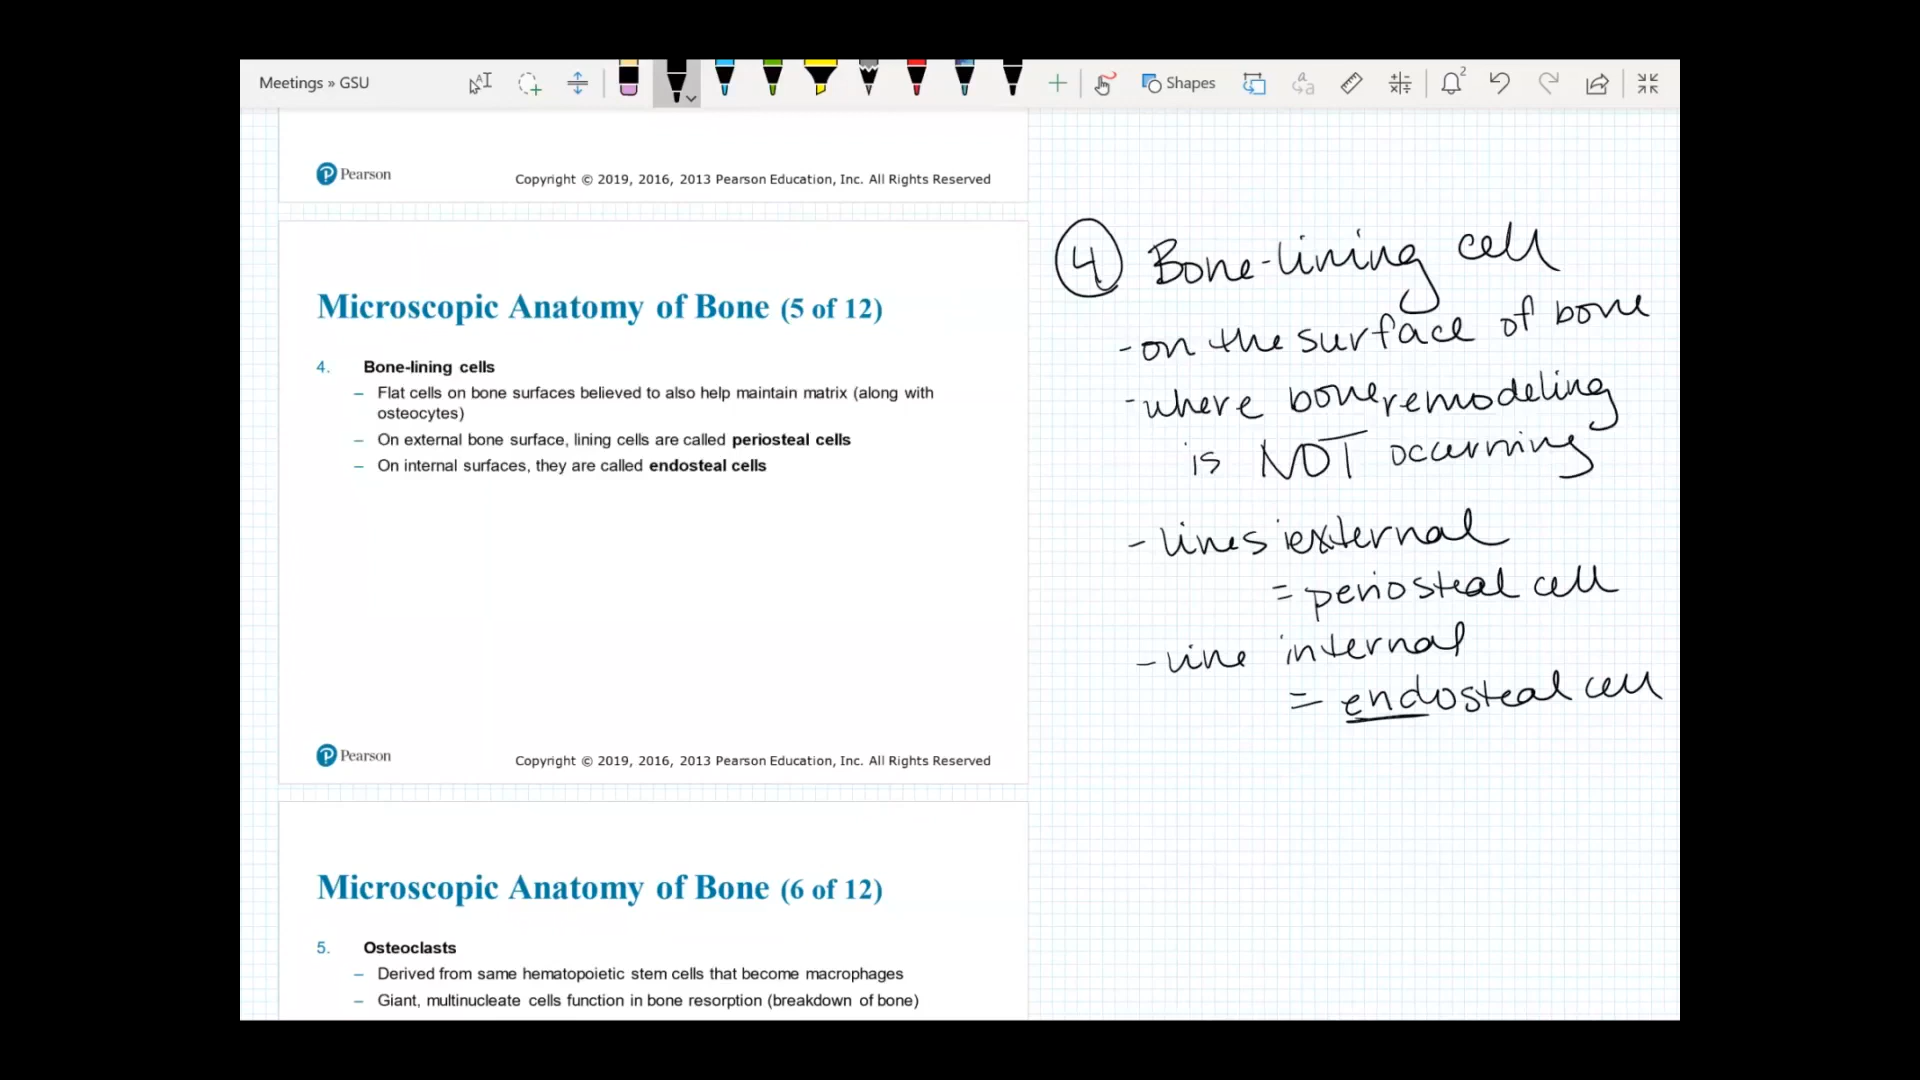 Meetings » GSU
Shapes
2
Pearson
Copyright © 2019, 2016, 2013 Pearson Education, Inc. All Rights Reserved
Microscopic Anatomy of Bone (5 of 12)
4. Bone-lining cells
– Flat cells on bone surfaces believed to also help maintain matrix (along with
osteocytes)
– On external bone surface, lining cells are called periosteal cells
– On internal surfaces, they are called endosteal cells
Pearson
Copyright © 2019, 2016, 2013 Pearson Education, Inc. All Rights Reserved
Microscopic Anatomy of Bone (6 of 12)
5. Osteoclasts
– Derived from same hematopoietic stem cells that become macrophages
– Giant, multinucleate cells function in bone resorption (breakdown of bone)
4 Bone-lining cell
- on the surface of bone
- where bone remodeling
is NOT occurring
- lines external
= periosteal cell
- line internal
= endosteal cell